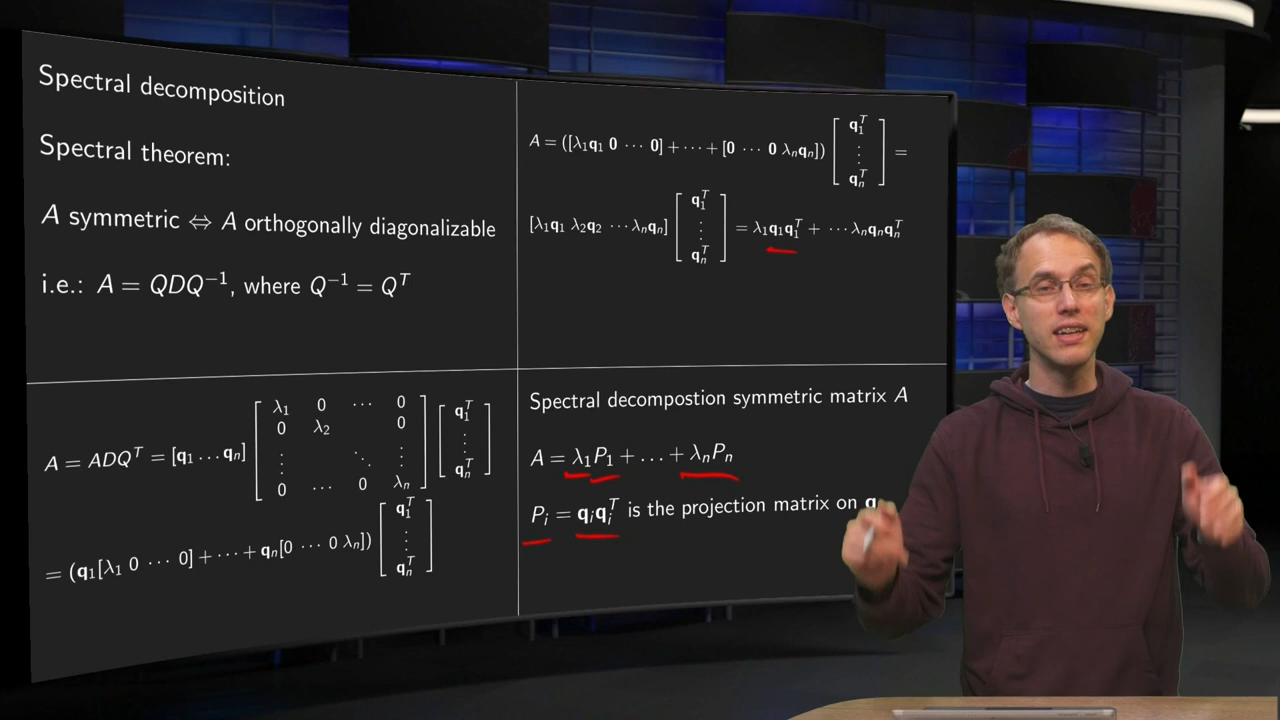 Spectral decomposition
Spectral theorem:
A symmetric ⇔ A orthogonally diagonalizable
i.e.: A = QDQ⁻¹, where Q⁻¹ = Qᵀ
A = ([λ₁q₁ 0 ⋯ 0] + ⋯ + [0 ⋯ 0 λₙqₙ]) [q₁ᵀ ⋮ qₙᵀ] =
[λ₁q₁ λ₂q₂ ⋯ λₙqₙ] [q₁ᵀ ⋮ qₙᵀ] = λ₁q₁q₁ᵀ + ⋯ λₙqₙqₙᵀ
A = ADQᵀ = [q₁ … qₙ] [λ₁ 0 ⋯ 0 0 λ₂ 0 ⋮ ⋱ ⋮ 0 ⋯ 0 λₙ] [q₁ᵀ ⋮ qₙᵀ]
= (q₁[λ₁ 0 ⋯ 0] + ⋯ + qₙ[0 ⋯ 0 λₙ]) [q₁ᵀ ⋮ qₙᵀ]
Spectral decompostion symmetric matrix A
A = λ₁P₁ + … + λₙPₙ
Pᵢ = qᵢqᵢᵀ is the projection matrix on q